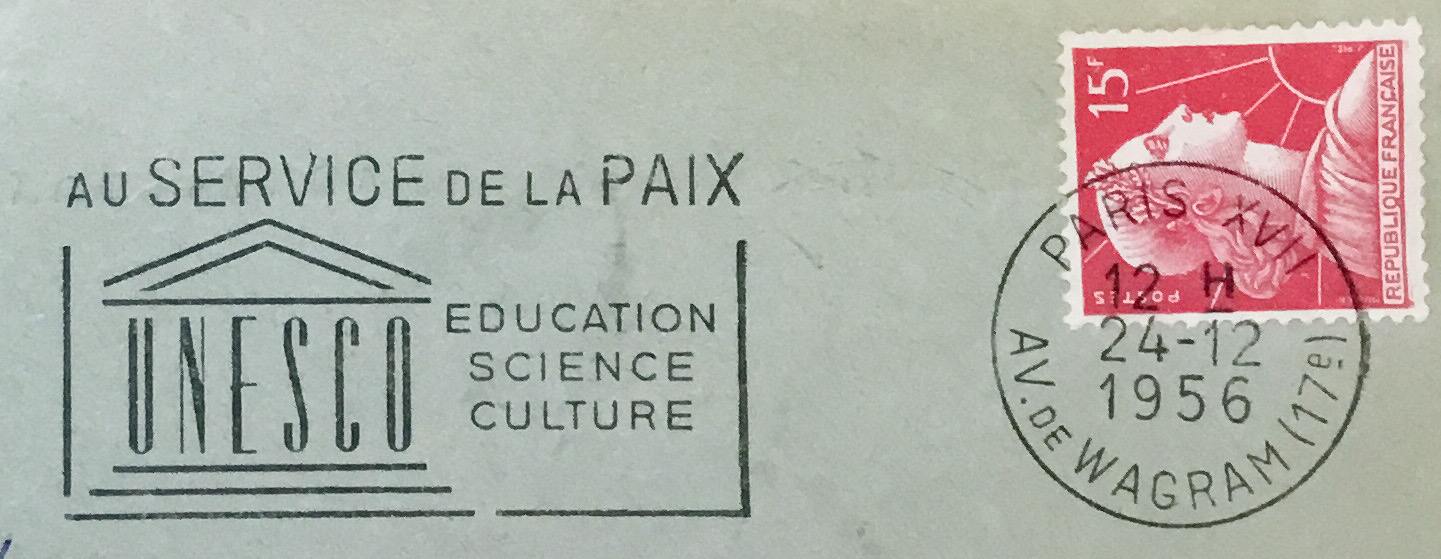 AU SERVICE DE LA PAIX
UNESCO
EDUCATION
SCIENCE
CULTURE
15F
REPUBLIQUE FRANÇAISE
POSTES
PARIS XVII
12 H
24-12
1956
AV. DE WAGRAM (17e)